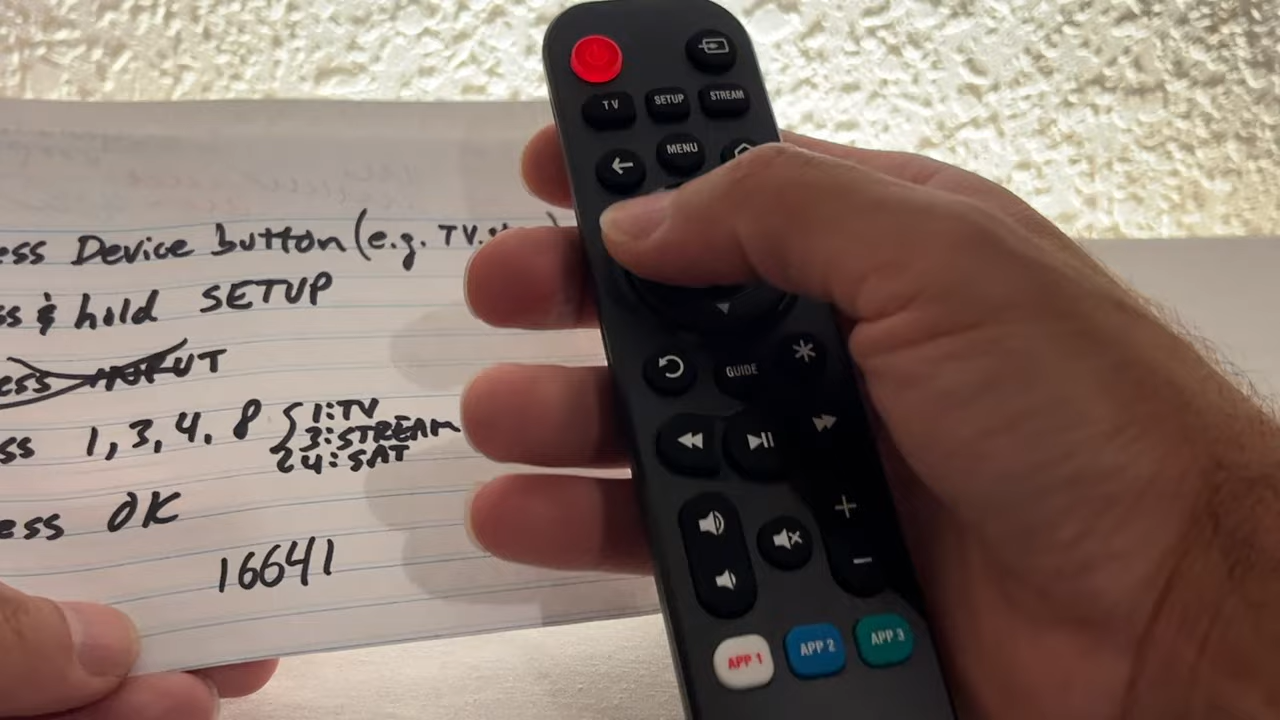 TV SETUP STREAM
MENU
ess Device button (e.g. TV.
ss & hold SETUP
ess
GUIDE
ss 1, 3, 4, 8 { 1: TV
3: STREAM
4: SAT
ess OK
16641
APP 1 APP 2 APP 3